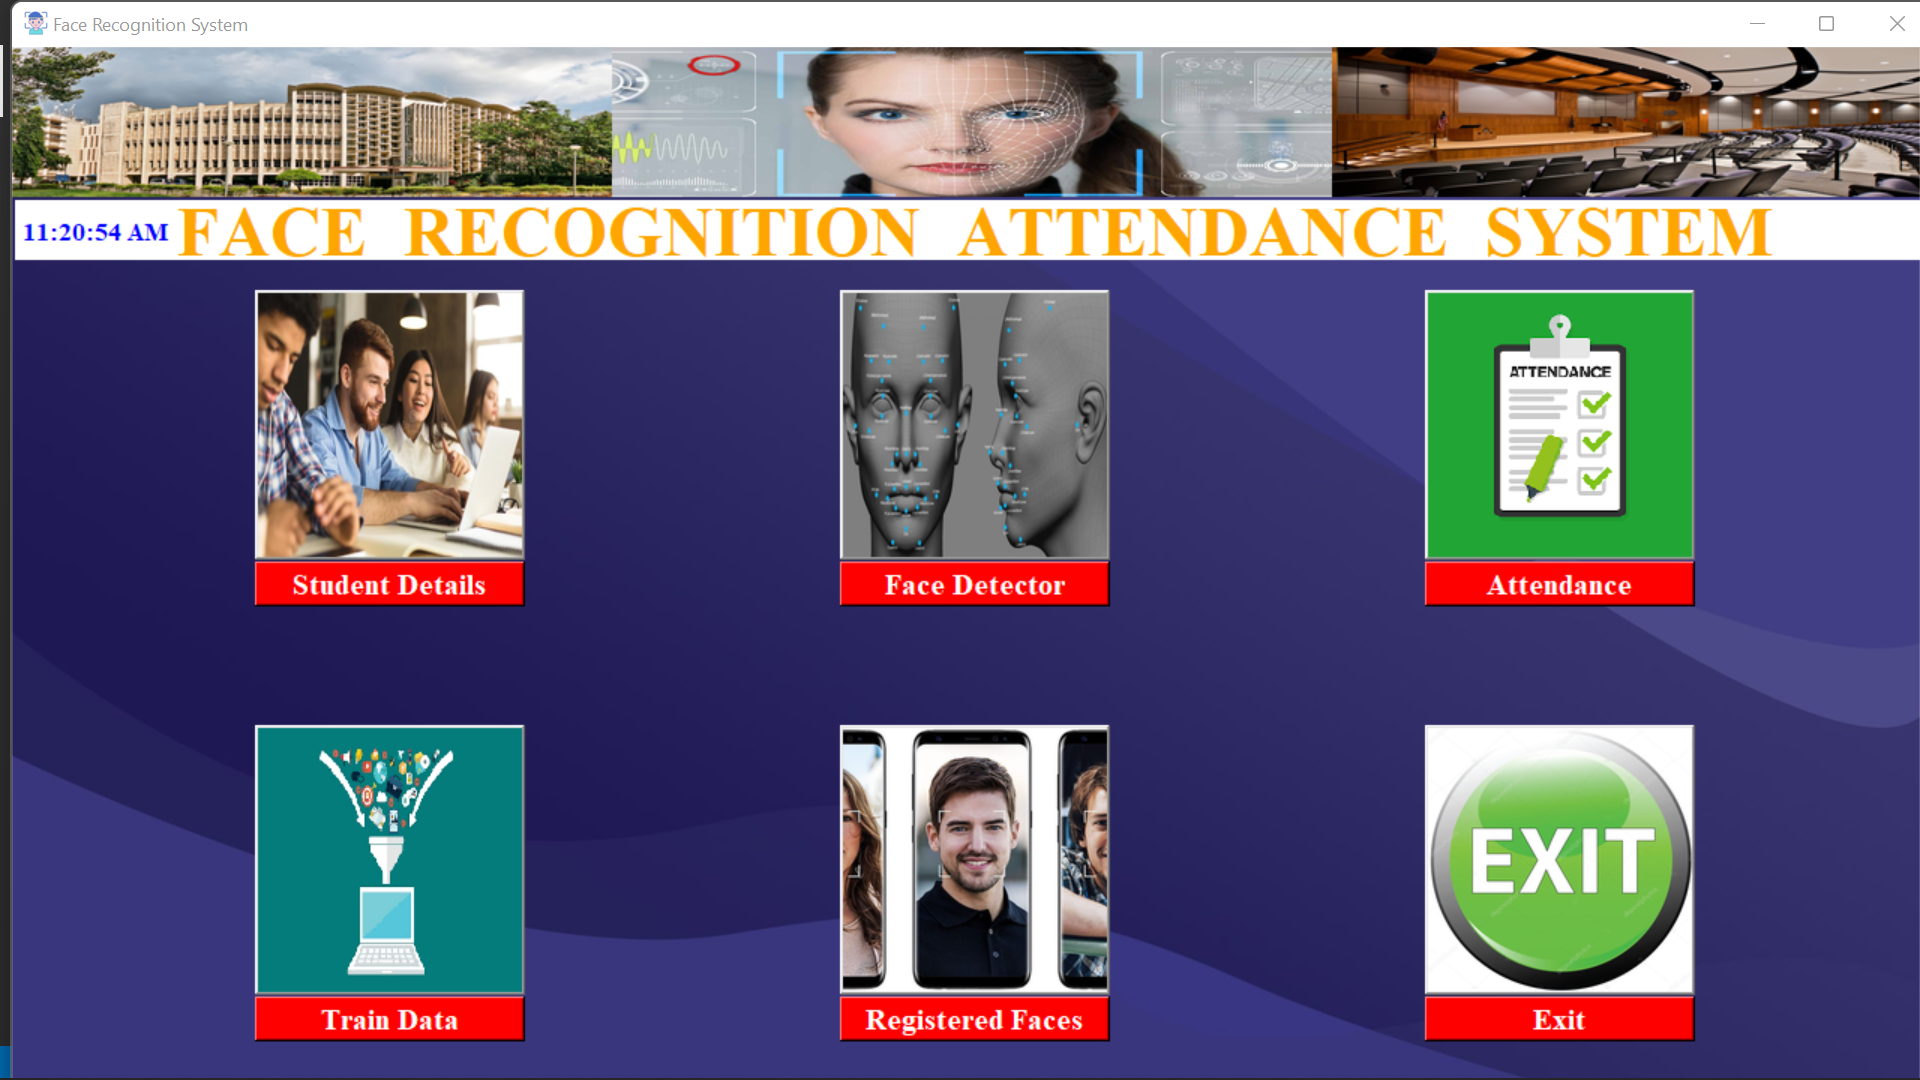 Face Recognition System
11:20:54 AM FACE RECOGNITION ATTENDANCE SYSTEM
ATTENDANCE
Student Details
Face Detector
Attendance
EXIT
Train Data
Registered Faces
Exit